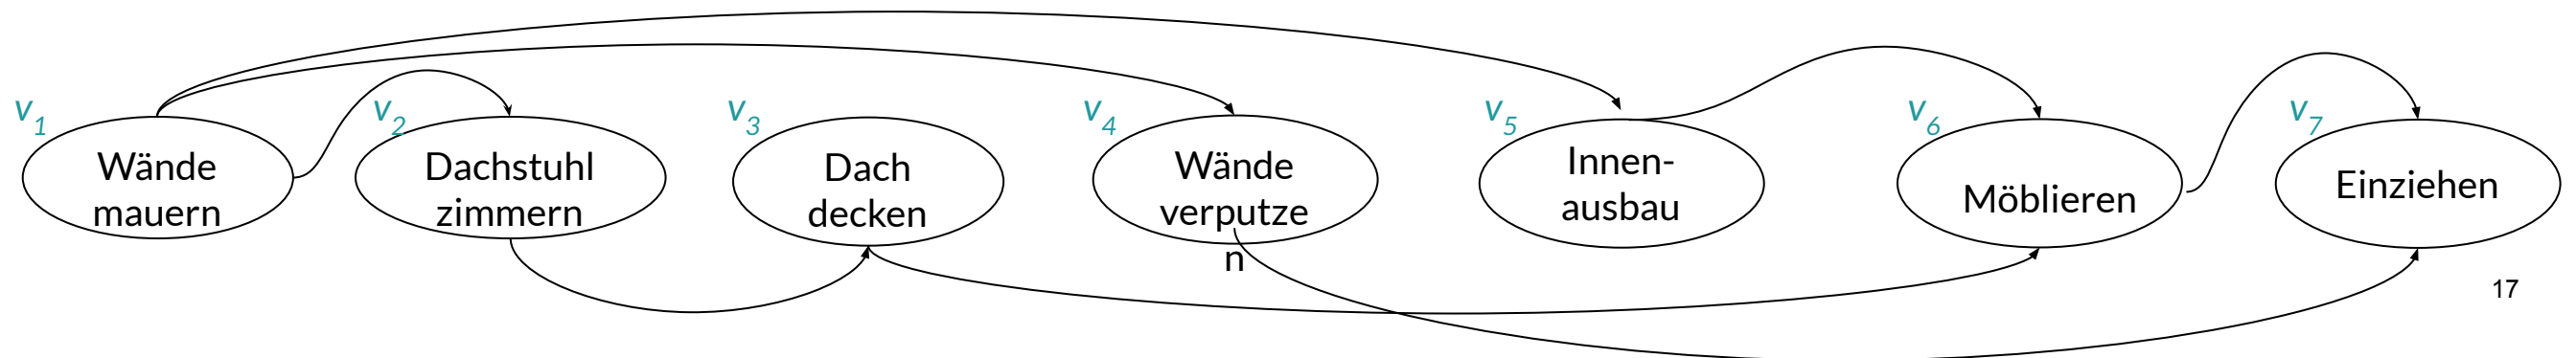 v1
Wände
mauern
v2
Dachstuhl
zimmern
v3
Dach
decken
v4
Wände
verputze
n
v5
Innen-
ausbau
v6
Möblieren
v7
Einziehen
17